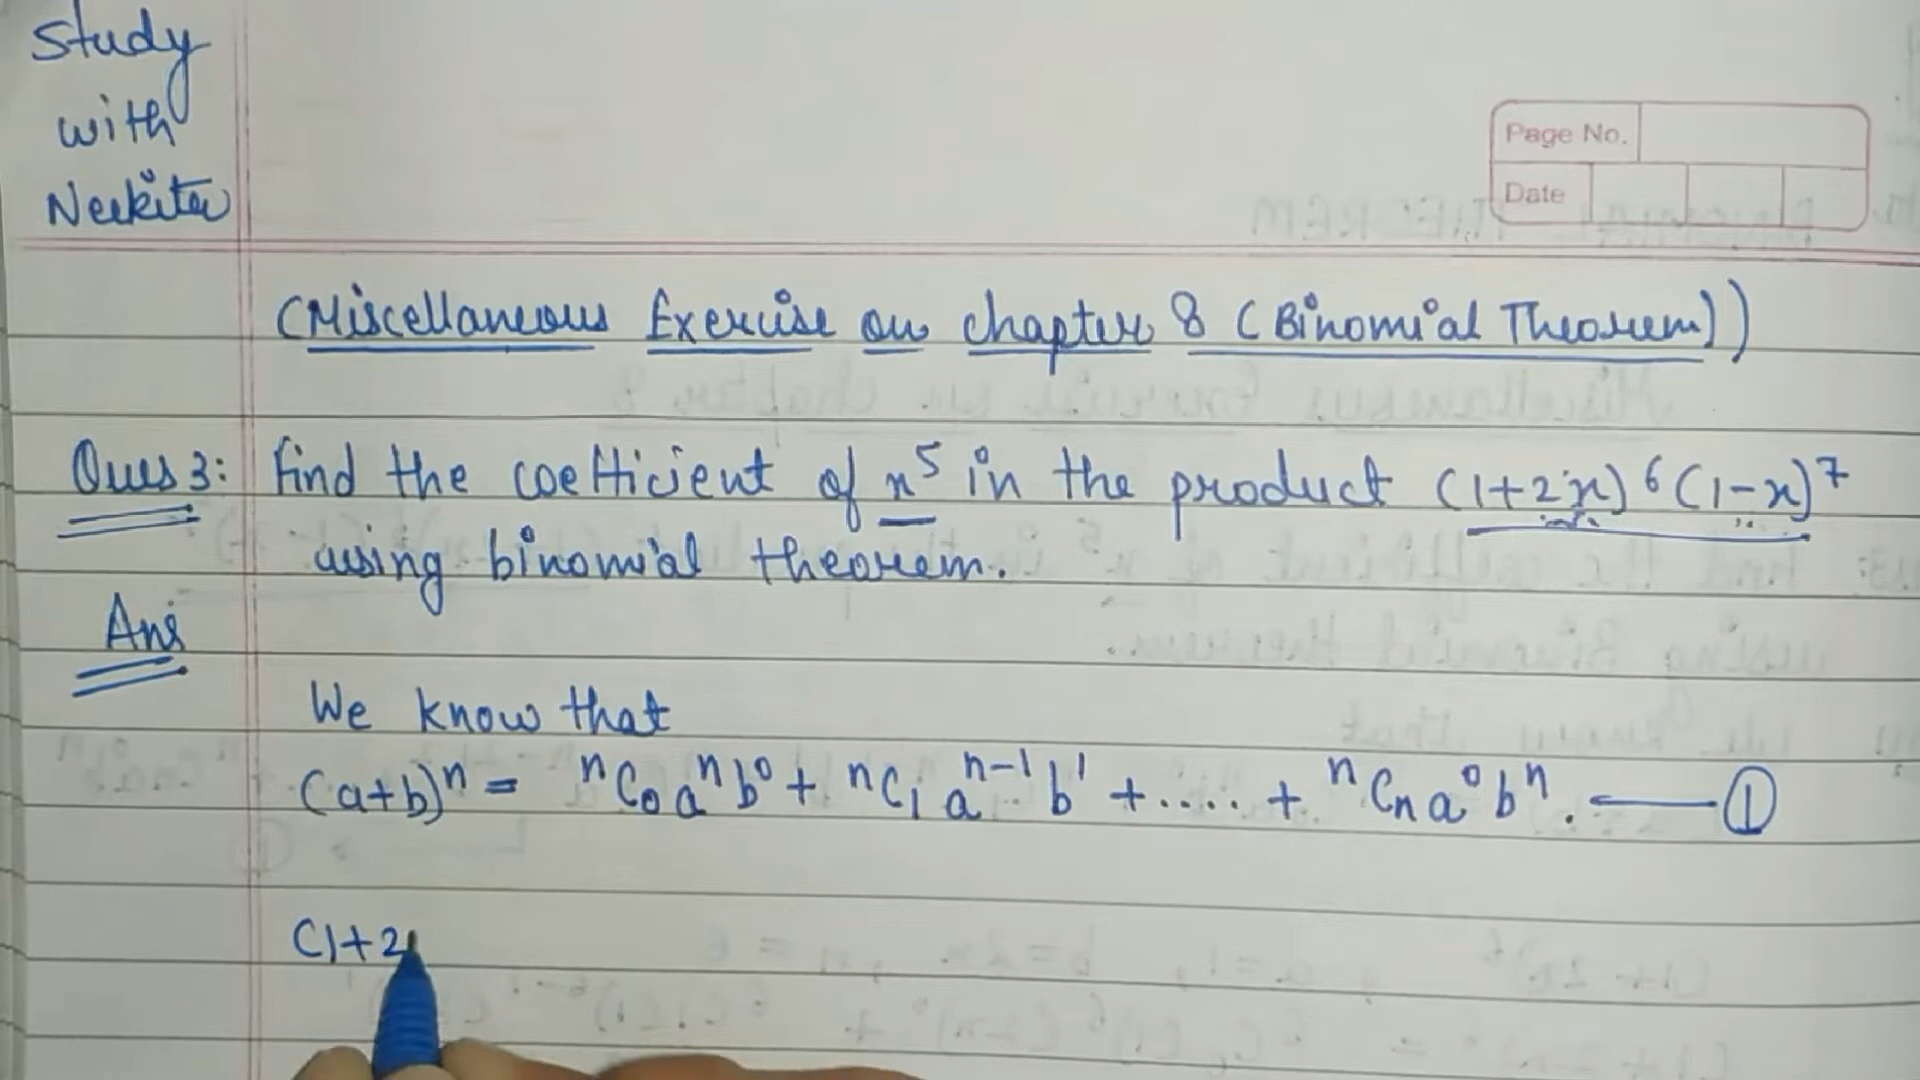 Study
with
Neekita
Page No.
Date
(Miscellaneous Exercise on chapter 8 (Binomial Theorem))
Ques 3: find the coefficient of x⁵ in the product (1+2x)⁶(1-x)⁷
using binomial theorem.
Ans
We know that
(a+b)ⁿ = ⁿC₀aⁿb⁰ + ⁿC₁aⁿ⁻¹b¹ + .... + ⁿCₙa⁰bⁿ. —— ①
(1+2